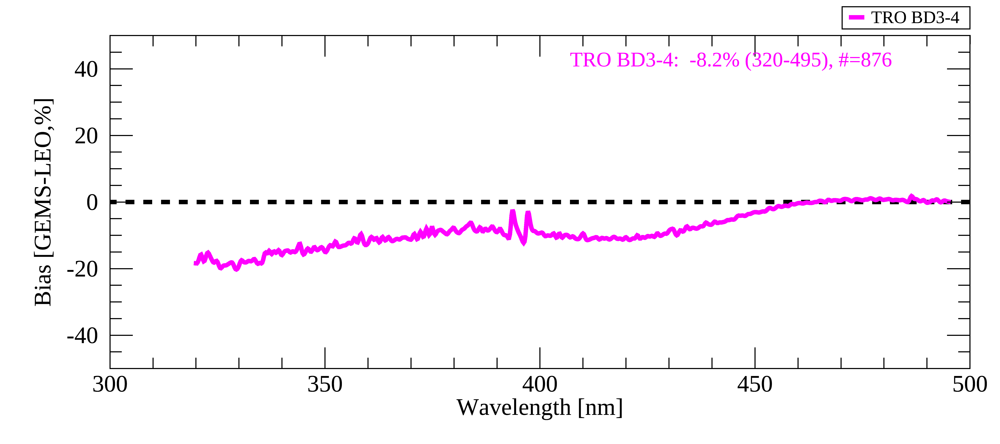 TRO BD3-4
TRO BD3-4:  -8.2% (320-495), #=876
40
20
0
-20
-40
Bias [GEMS-LEO,%]
300 350 400 450 500
Wavelength [nm]